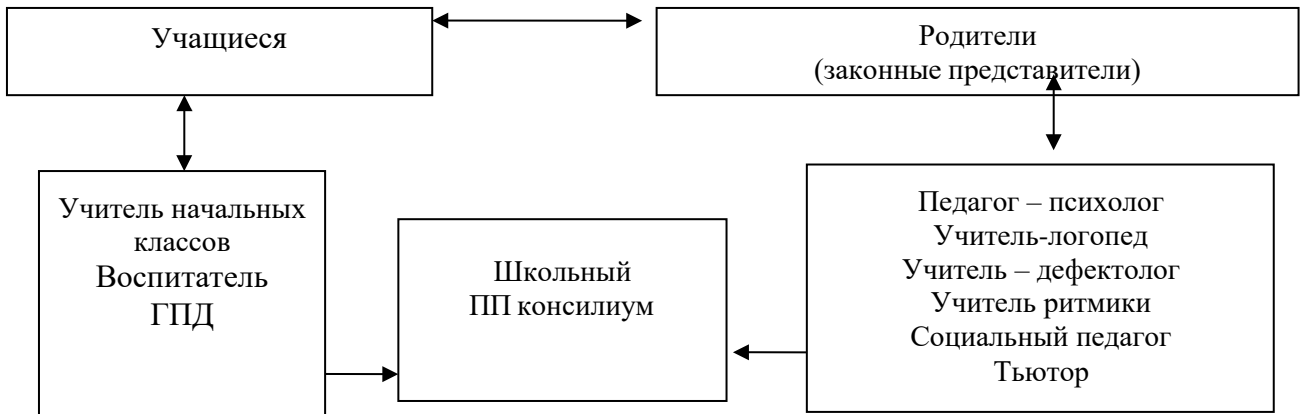 Учащиеся
Родители
(законные представители)
Учитель начальных
классов
Воспитатель
ГПД
Школьный
ПП консилиум
Педагог – психолог
Учитель-логопед
Учитель – дефектолог
Учитель ритмики
Социальный педагог
Тьютор